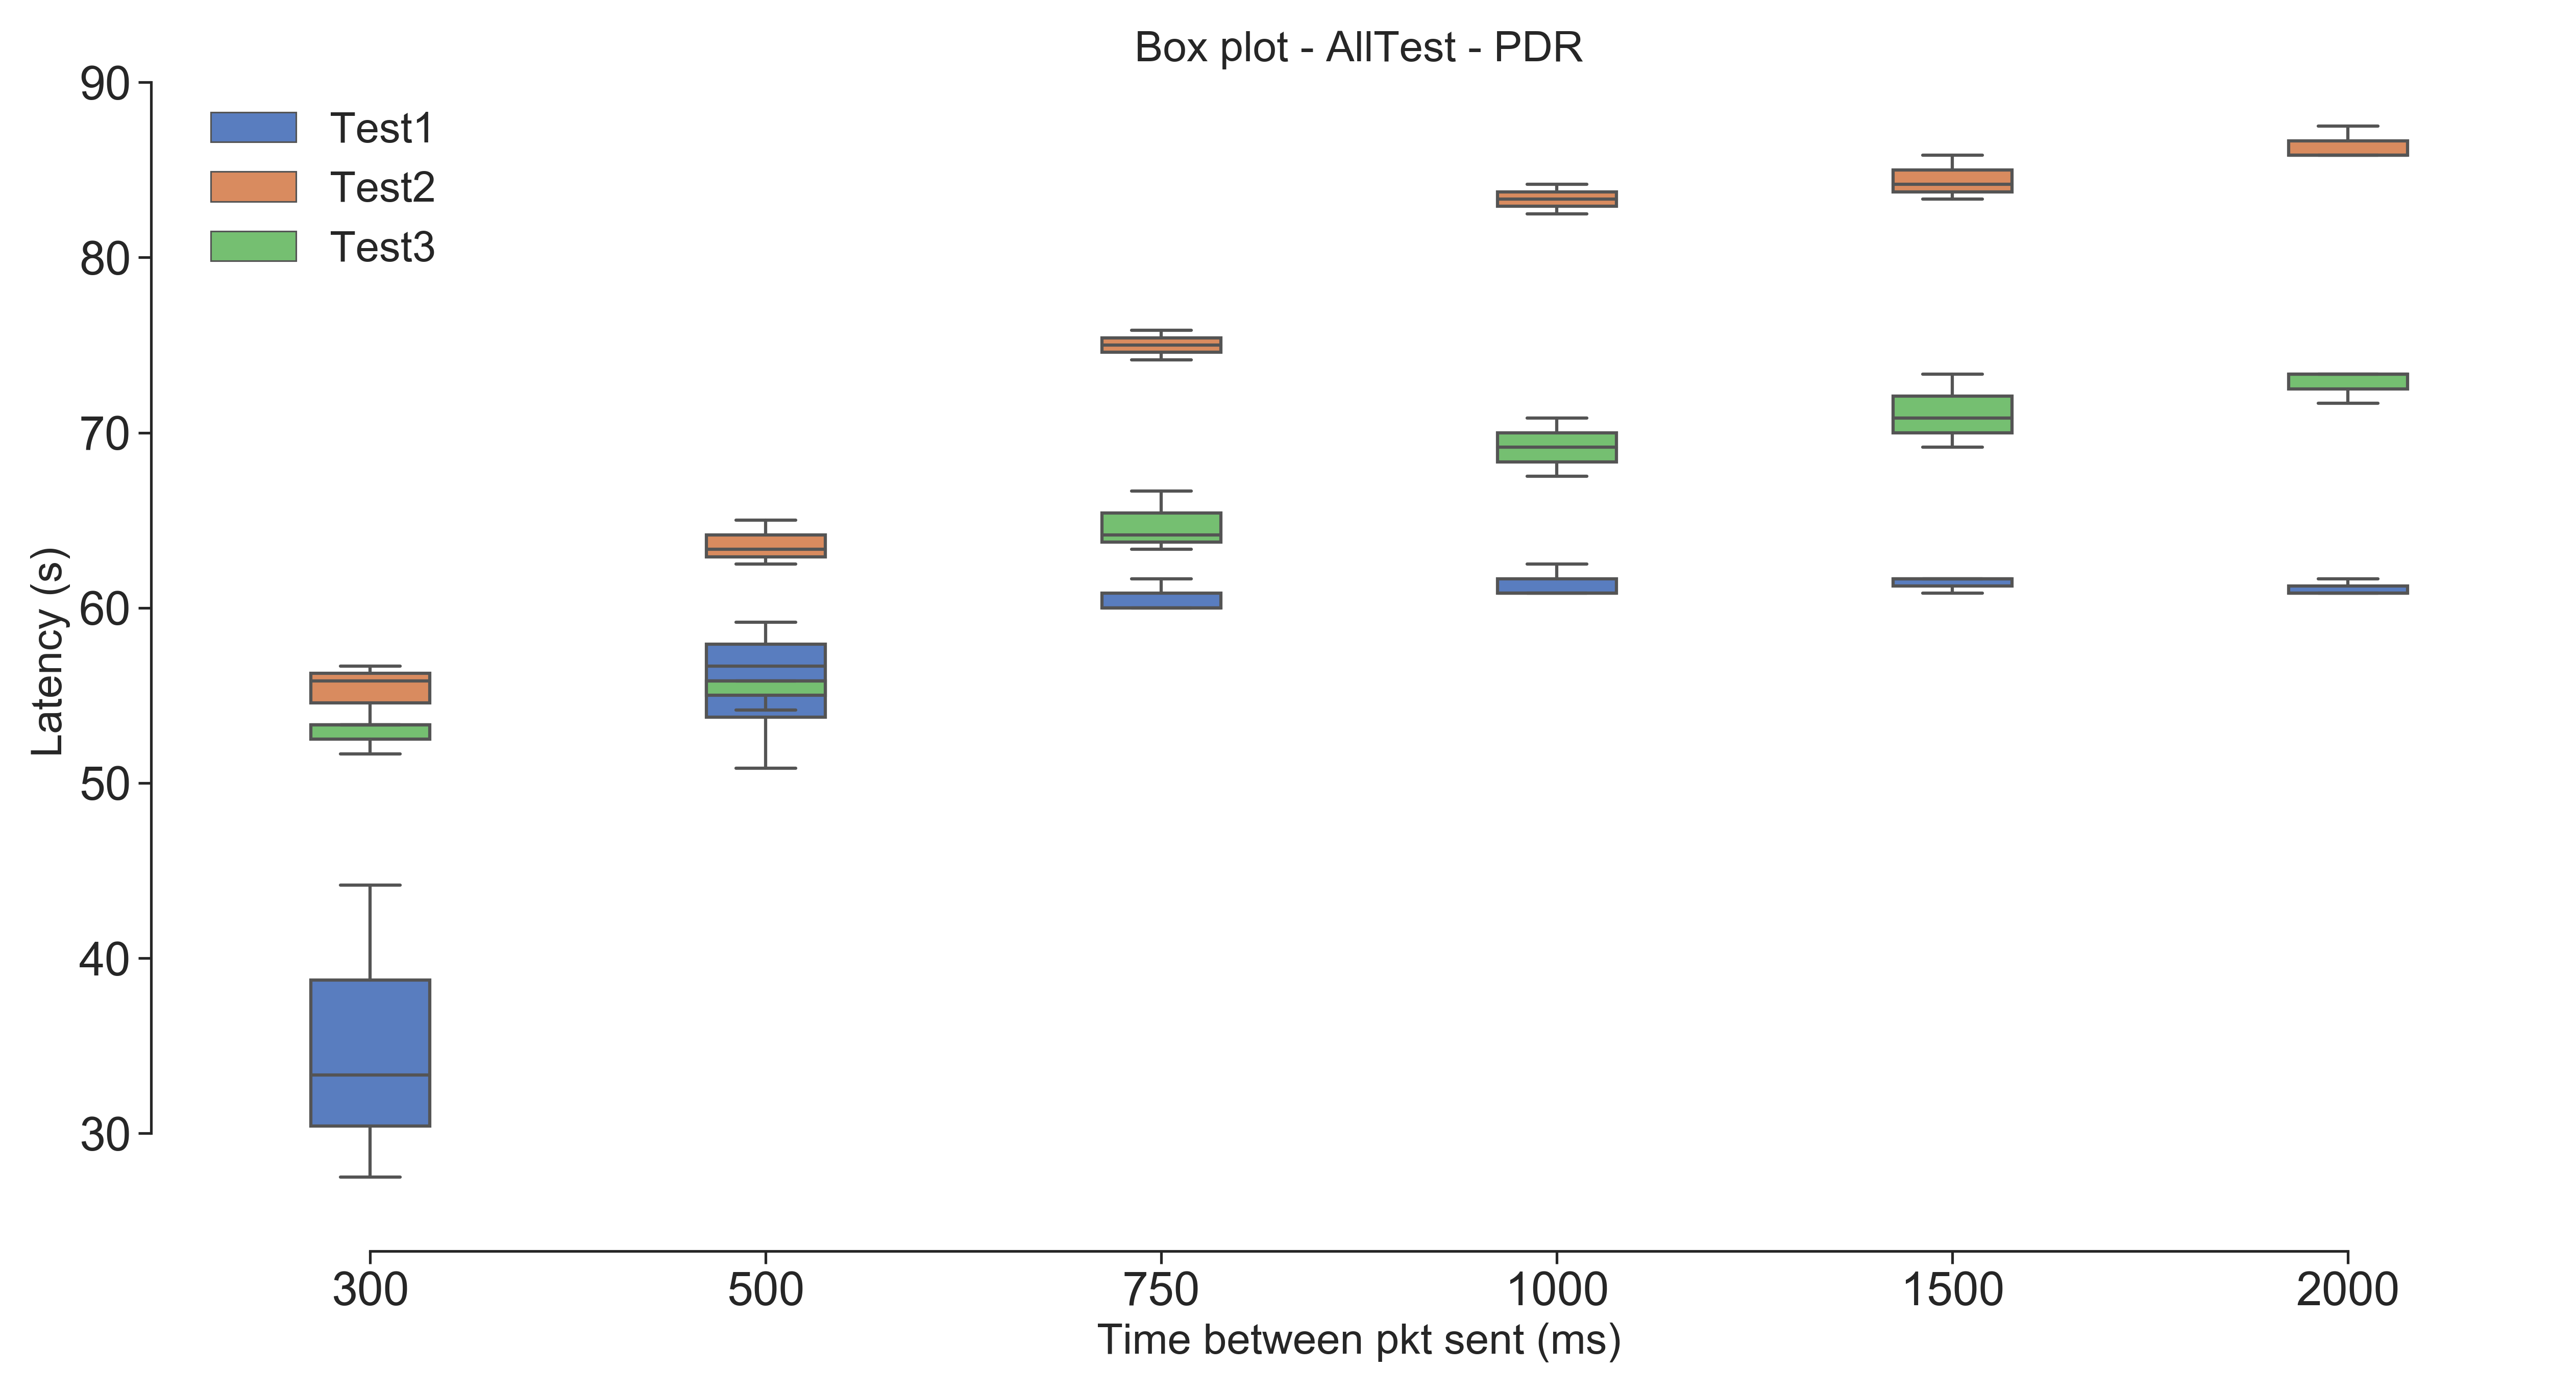 Box plot - AllTest - PDR
Test1
Test2
Test3
90
80
70
60
50
40
30
Latency (s)
300 500 750 1000 1500 2000
Time between pkt sent (ms)